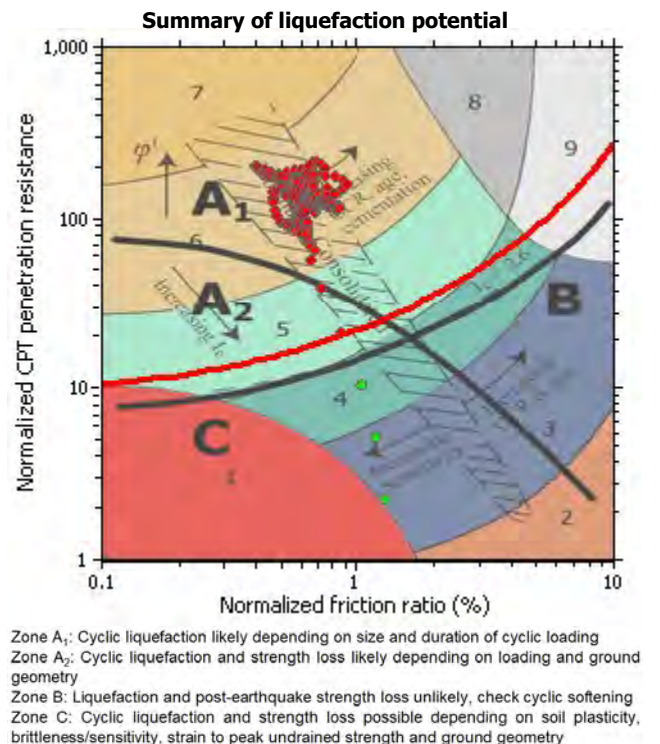 Summary of liquefaction potential
1,000
100
10
1
Normalized CPT penetration resistance
7
8
9
φ'
A1
cementation
6
A2
5
Increasing Ic
B
4
3
C
1
2
0.1
1
10
Normalized friction ratio (%)
Zone A1: Cyclic liquefaction likely depending on size and duration of cyclic loading
Zone A2: Cyclic liquefaction and strength loss likely depending on loading and ground
geometry
Zone B: Liquefaction and post-earthquake strength loss unlikely, check cyclic softening
Zone C: Cyclic liquefaction and strength loss possible depending on soil plasticity,
brittleness/sensitivity, strain to peak undrained strength and ground geometry